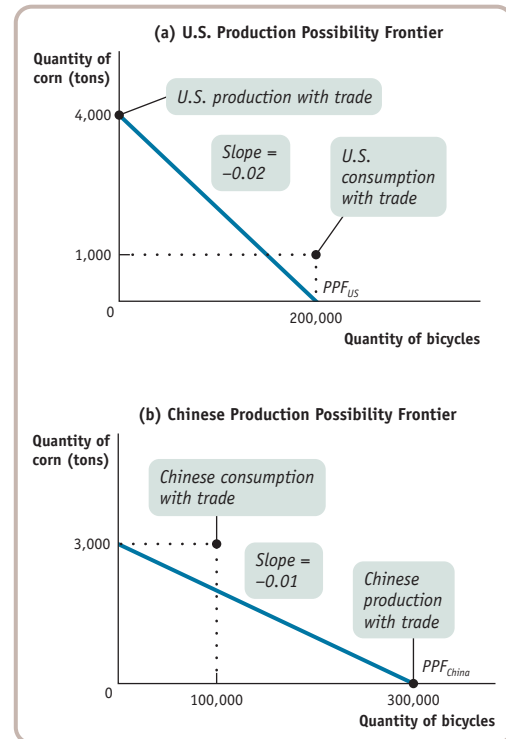 (a) U.S. Production Possibility Frontier
Quantity of
corn (tons)
U.S. production with trade
4,000
Slope =
–0.02
U.S.
consumption
with trade
1,000
PPFUS
0
200,000
Quantity of bicycles
(b) Chinese Production Possibility Frontier
Quantity of
corn (tons)
Chinese consumption
with trade
3,000
Slope =
–0.01
Chinese
production
with trade
PPFChina
0
100,000
300,000
Quantity of bicycles